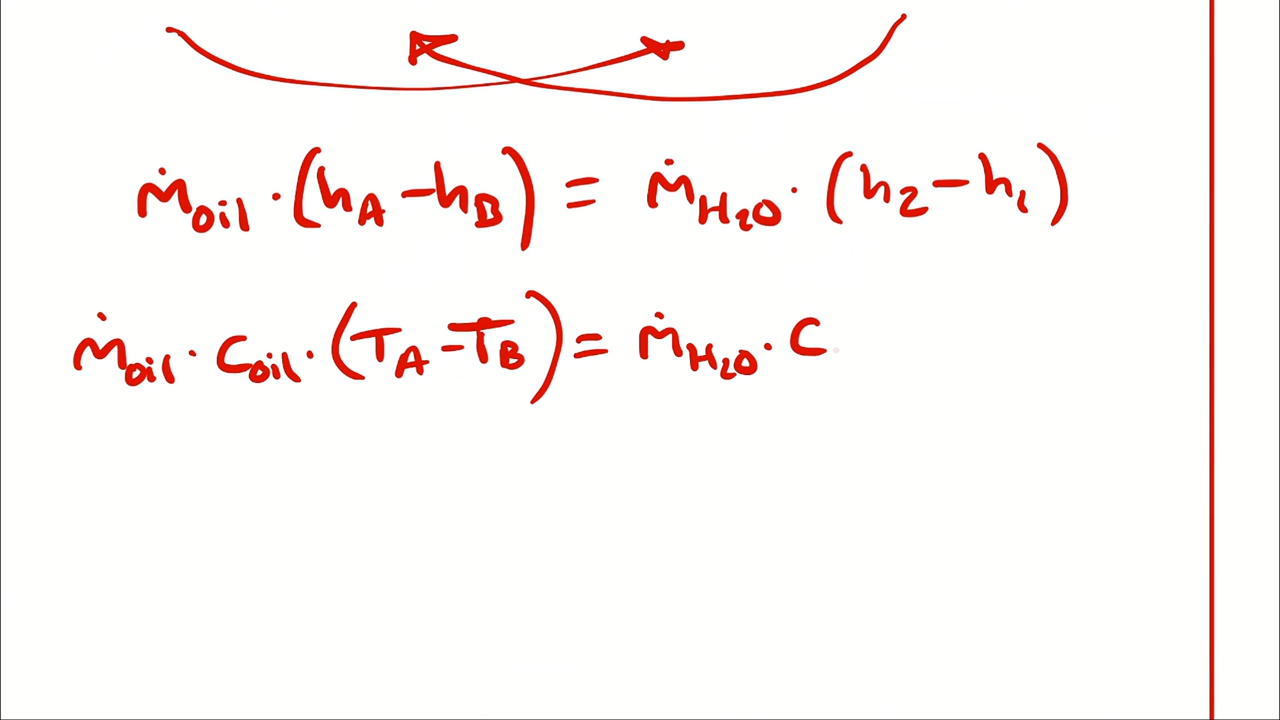 ṁoil · (hA - hB) = ṁH2O · (h2 - h1)
ṁoil · Coil · (TA - TB) = ṁH2O · C